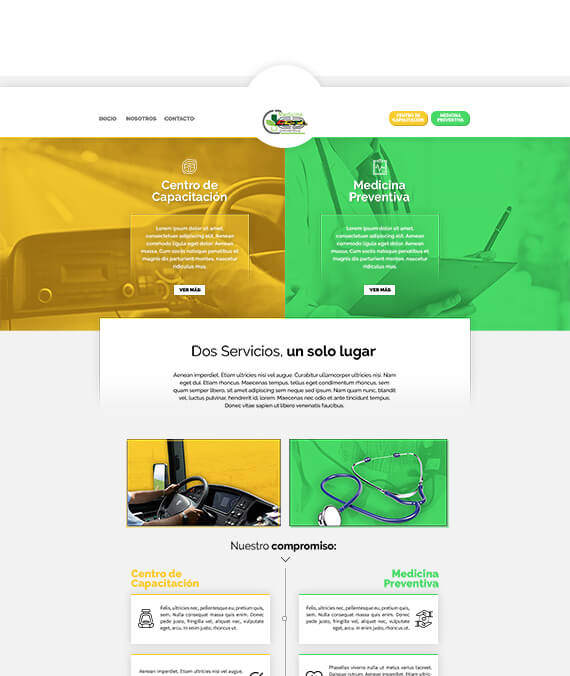 INICIO NOSOTROS CONTACTO
CENTRO DE
CAPACITACIÓN
MEDICINA
PREVENTIVA
Centro de
Capacitación
Lorem ipsum dolor sit amet,
consectetuer adipiscing elit. Aenean
commodo ligula eget dolor. Aenean
massa. Cum sociis natoque penatibus et
magnis dis parturient montes, nascetur
ridiculus mus.
VER MÁS
Medicina
Preventiva
Lorem ipsum dolor sit amet,
consectetuer adipiscing elit. Aenean
commodo ligula eget dolor. Aenean
massa. Cum sociis natoque penatibus et
magnis dis parturient montes, nascetur
ridiculus mus.
VER MÁS
Dos Servicios, un solo lugar
Aenean imperdiet. Etiam ultricies nisi vel augue. Curabitur ullamcorper ultricies nisi. Nam
eget dui. Etiam rhoncus. Maecenas tempus, tellus eget condimentum rhoncus, sem
quam semper libero, sit amet adipiscing sem neque sed ipsum. Nam quam nunc, blandit
vel, luctus pulvinar, hendrerit id, lorem. Maecenas nec odio et ante tincidunt tempus.
Donec vitae sapien ut libero venenatis faucibus.
Nuestro compromiso:
Centro de
Capacitación
Felis, ultricies nec, pellentesque eu, pretium quis,
sem. Nulla consequat massa quis enim. Donec
pede justo, fringilla vel, aliquet nec, vulputate
eget, arcu. In enim justo, rhoncus ut.
Aenean imperdiet. Etiam ultricies nisi vel augue.
Medicina
Preventiva
Felis, ultricies nec, pellentesque eu, pretium quis,
sem. Nulla consequat massa quis enim. Donec
pede justo, fringilla vel, aliquet nec, vulputate
eget, arcu. In enim justo, rhoncus ut.
Phasellus viverra nulla ut metus varius laoreet.
Quisque rutrum. Aenean imperdiet. Etiam ultricies